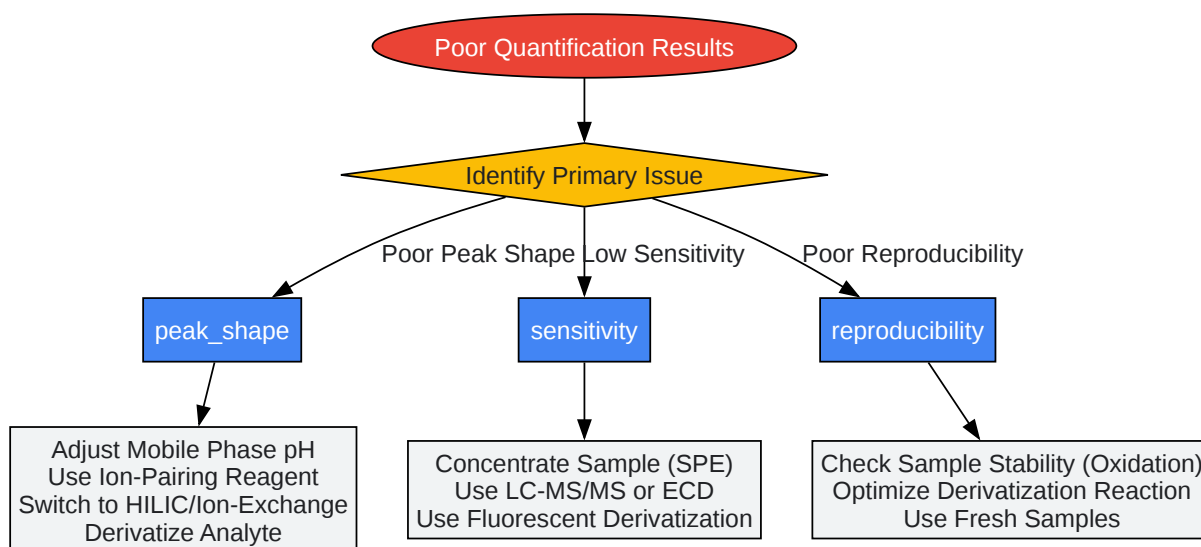 Poor Quantification Results
Identify Primary Issue
Poor Peak Shape
Low Sensitivity
Poor Reproducibility
peak_shape
sensitivity
reproducibility
Adjust Mobile Phase pH
Use Ion-Pairing Reagent
Switch to HILIC/Ion-Exchange
Derivatize Analyte
Concentrate Sample (SPE)
Use LC-MS/MS or ECD
Use Fluorescent Derivatization
Check Sample Stability (Oxidation)
Optimize Derivatization Reaction
Use Fresh Samples